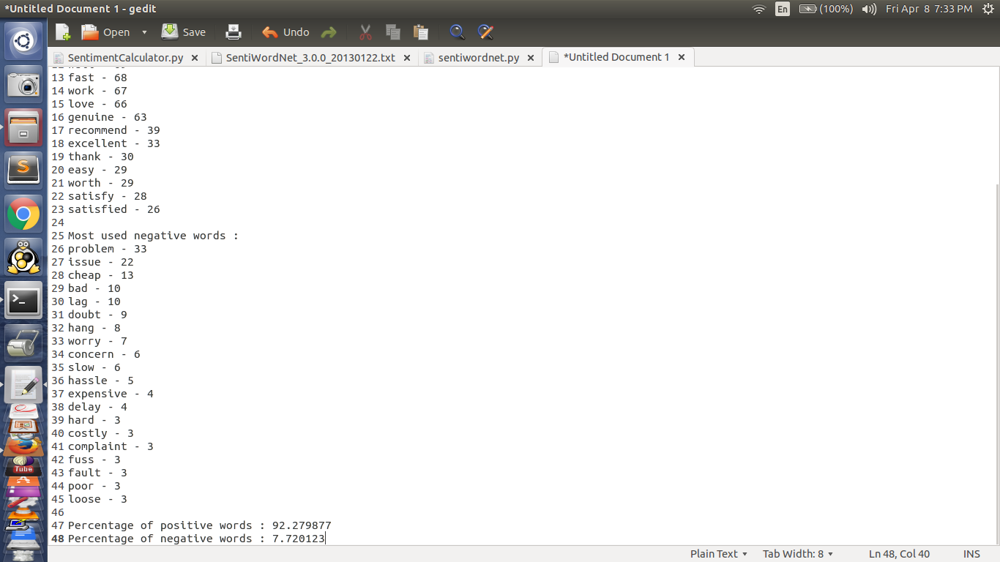 *Untitled Document 1 - gedit
En
(100%)
Fri Apr 8 7:33 PM
Open
Save
Undo
SentimentCalculator.py
SentiWordNet_3.0.0_20130122.txt
sentiwordnet.py
*Untitled Document 1
13 fast - 68
14 work - 67
15 love - 66
16 genuine - 63
17 recommend - 39
18 excellent - 33
19 thank - 30
20 easy - 29
21 worth - 29
22 satisfy - 28
23 satisfied - 26
24
25 Most used negative words :
26 problem - 33
27 issue - 22
28 cheap - 13
29 bad - 10
30 lag - 10
31 doubt - 9
32 hang - 8
33 worry - 7
34 concern - 6
35 slow - 6
36 hassle - 5
37 expensive - 4
38 delay - 4
39 hard - 3
40 costly - 3
41 complaint - 3
42 fuss - 3
43 fault - 3
44 poor - 3
45 loose - 3
46
47 Percentage of positive words : 92.279877
48 Percentage of negative words : 7.720123
Tube
Plain Text
Tab Width: 8
Ln 48, Col 40
INS